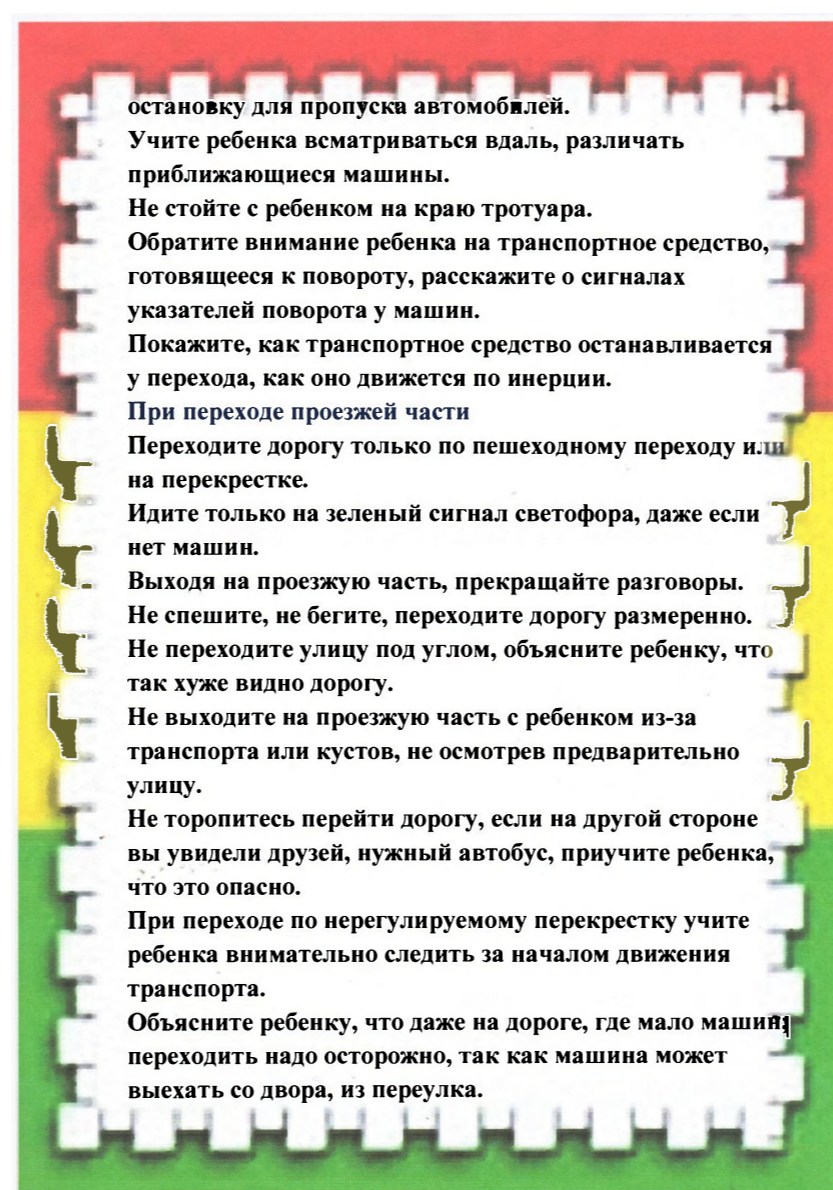 остановку для пропуска автомобилей.
Учите ребенка всматриваться вдаль, различать
приближающиеся машины.
Не стойте с ребенком на краю тротуара.
Обратите внимание ребенка на транспортное средство,
готовящееся к повороту, расскажите о сигналах
указателей поворота у машин.
Покажите, как транспортное средство останавливается
у перехода, как оно движется по инерции.
При переходе проезжей части
Переходите дорогу только по пешеходному переходу или
на перекрестке.
Идите только на зеленый сигнал светофора, даже если
нет машин.
Выходя на проезжую часть, прекращайте разговоры.
Не спешите, не бегите, переходите дорогу размеренно.
Не переходите улицу под углом, объясните ребенку, что
так хуже видно дорогу.
Не выходите на проезжую часть с ребенком из-за
транспорта или кустов, не осмотрев предварительно
улицу.
Не торопитесь перейти дорогу, если на другой стороне
вы увидели друзей, нужный автобус, приучите ребенка,
что это опасно.
При переходе по нерегулируемому перекрестку учите
ребенка внимательно следить за началом движения
транспорта.
Объясните ребенку, что даже на дороге, где мало машин,
переходить надо осторожно, так как машина может
выехать со двора, из переулка.